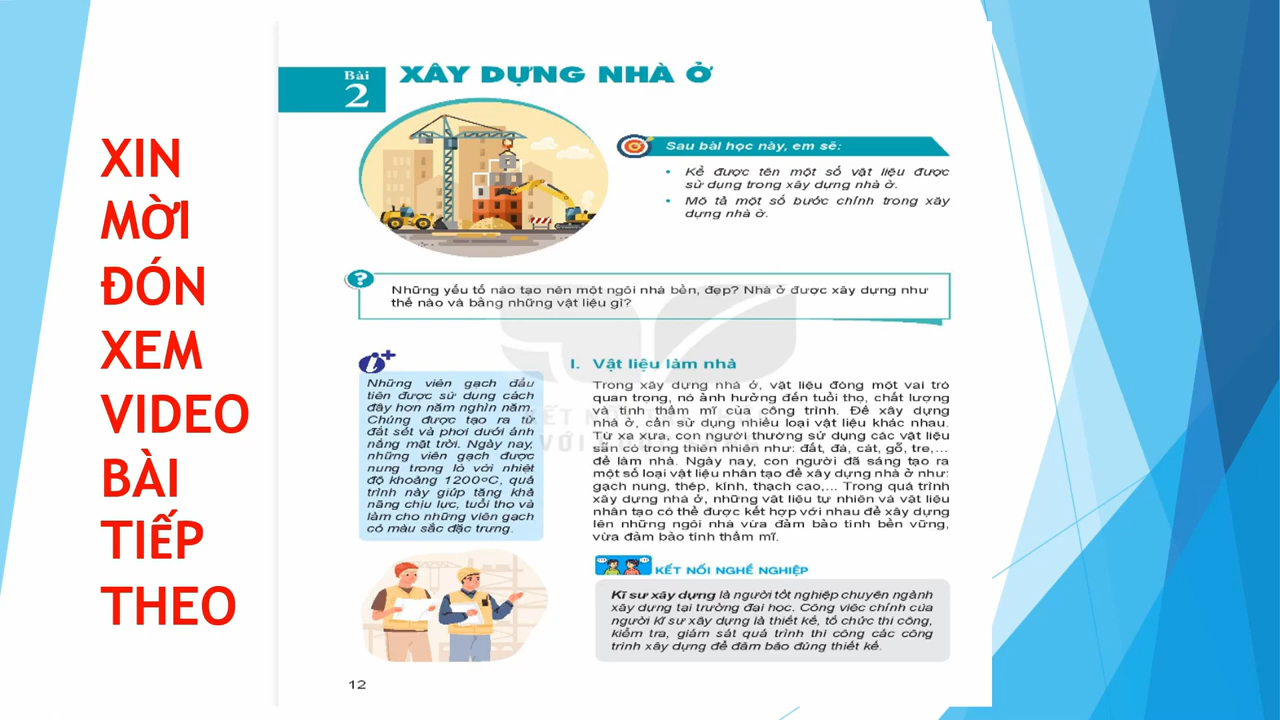 XIN
MỜI
ĐÓN
XEM
VIDEO
BÀI
TIẾP
THEO
Bài
2
XÂY DỰNG NHÀ Ở
Sau bài học này, em sẽ:
• Kể được tên một số vật liệu được
sử dụng trong xây dựng nhà ở.
• Mô tả một số bước chính trong xây
dựng nhà ở.
?
Những yếu tố nào tạo nên một ngôi nhà bền, đẹp? Nhà ở được xây dựng như
thế nào và bằng những vật liệu gì?
i+
Những viên gạch đầu
tiên được sử dụng cách
đây hơn năm nghìn năm.
Chúng được tạo ra từ
đất sét và phơi dưới ánh
nắng mặt trời. Ngày nay,
những viên gạch được
nung trong lò với nhiệt
độ khoảng 1200oC, quá
trình này giúp tăng khả
năng chịu lực, tuổi thọ và
làm cho những viên gạch
có màu sắc đặc trưng.
I. Vật liệu làm nhà
Trong xây dựng nhà ở, vật liệu đóng một vai trò
quan trọng, nó ảnh hưởng đến tuổi thọ, chất lượng
và tính thẩm mĩ của công trình. Để xây dựng
nhà ở, cần sử dụng nhiều loại vật liệu khác nhau.
Từ xa xưa, con người thường sử dụng các vật liệu
sẵn có trong thiên nhiên như: đất, đá, cát, gỗ, tre,...
để làm nhà. Ngày nay, con người đã sáng tạo ra
một số loại vật liệu nhân tạo để xây dựng nhà ở như:
gạch nung, thép, kính, thạch cao,... Trong quá trình
xây dựng nhà ở, những vật liệu tự nhiên và vật liệu
nhân tạo có thể được kết hợp với nhau để xây dựng
lên những ngôi nhà vừa đảm bảo tính bền vững,
vừa đảm bảo tính thẩm mĩ.
KẾT NỐI NGHỀ NGHIỆP
Kĩ sư xây dựng là người tốt nghiệp chuyên ngành
xây dựng tại trường đại học. Công việc chính của
người kĩ sư xây dựng là thiết kế, tổ chức thi công,
kiểm tra, giám sát quá trình thi công các công
trình xây dựng để đảm bảo đúng thiết kế.
12